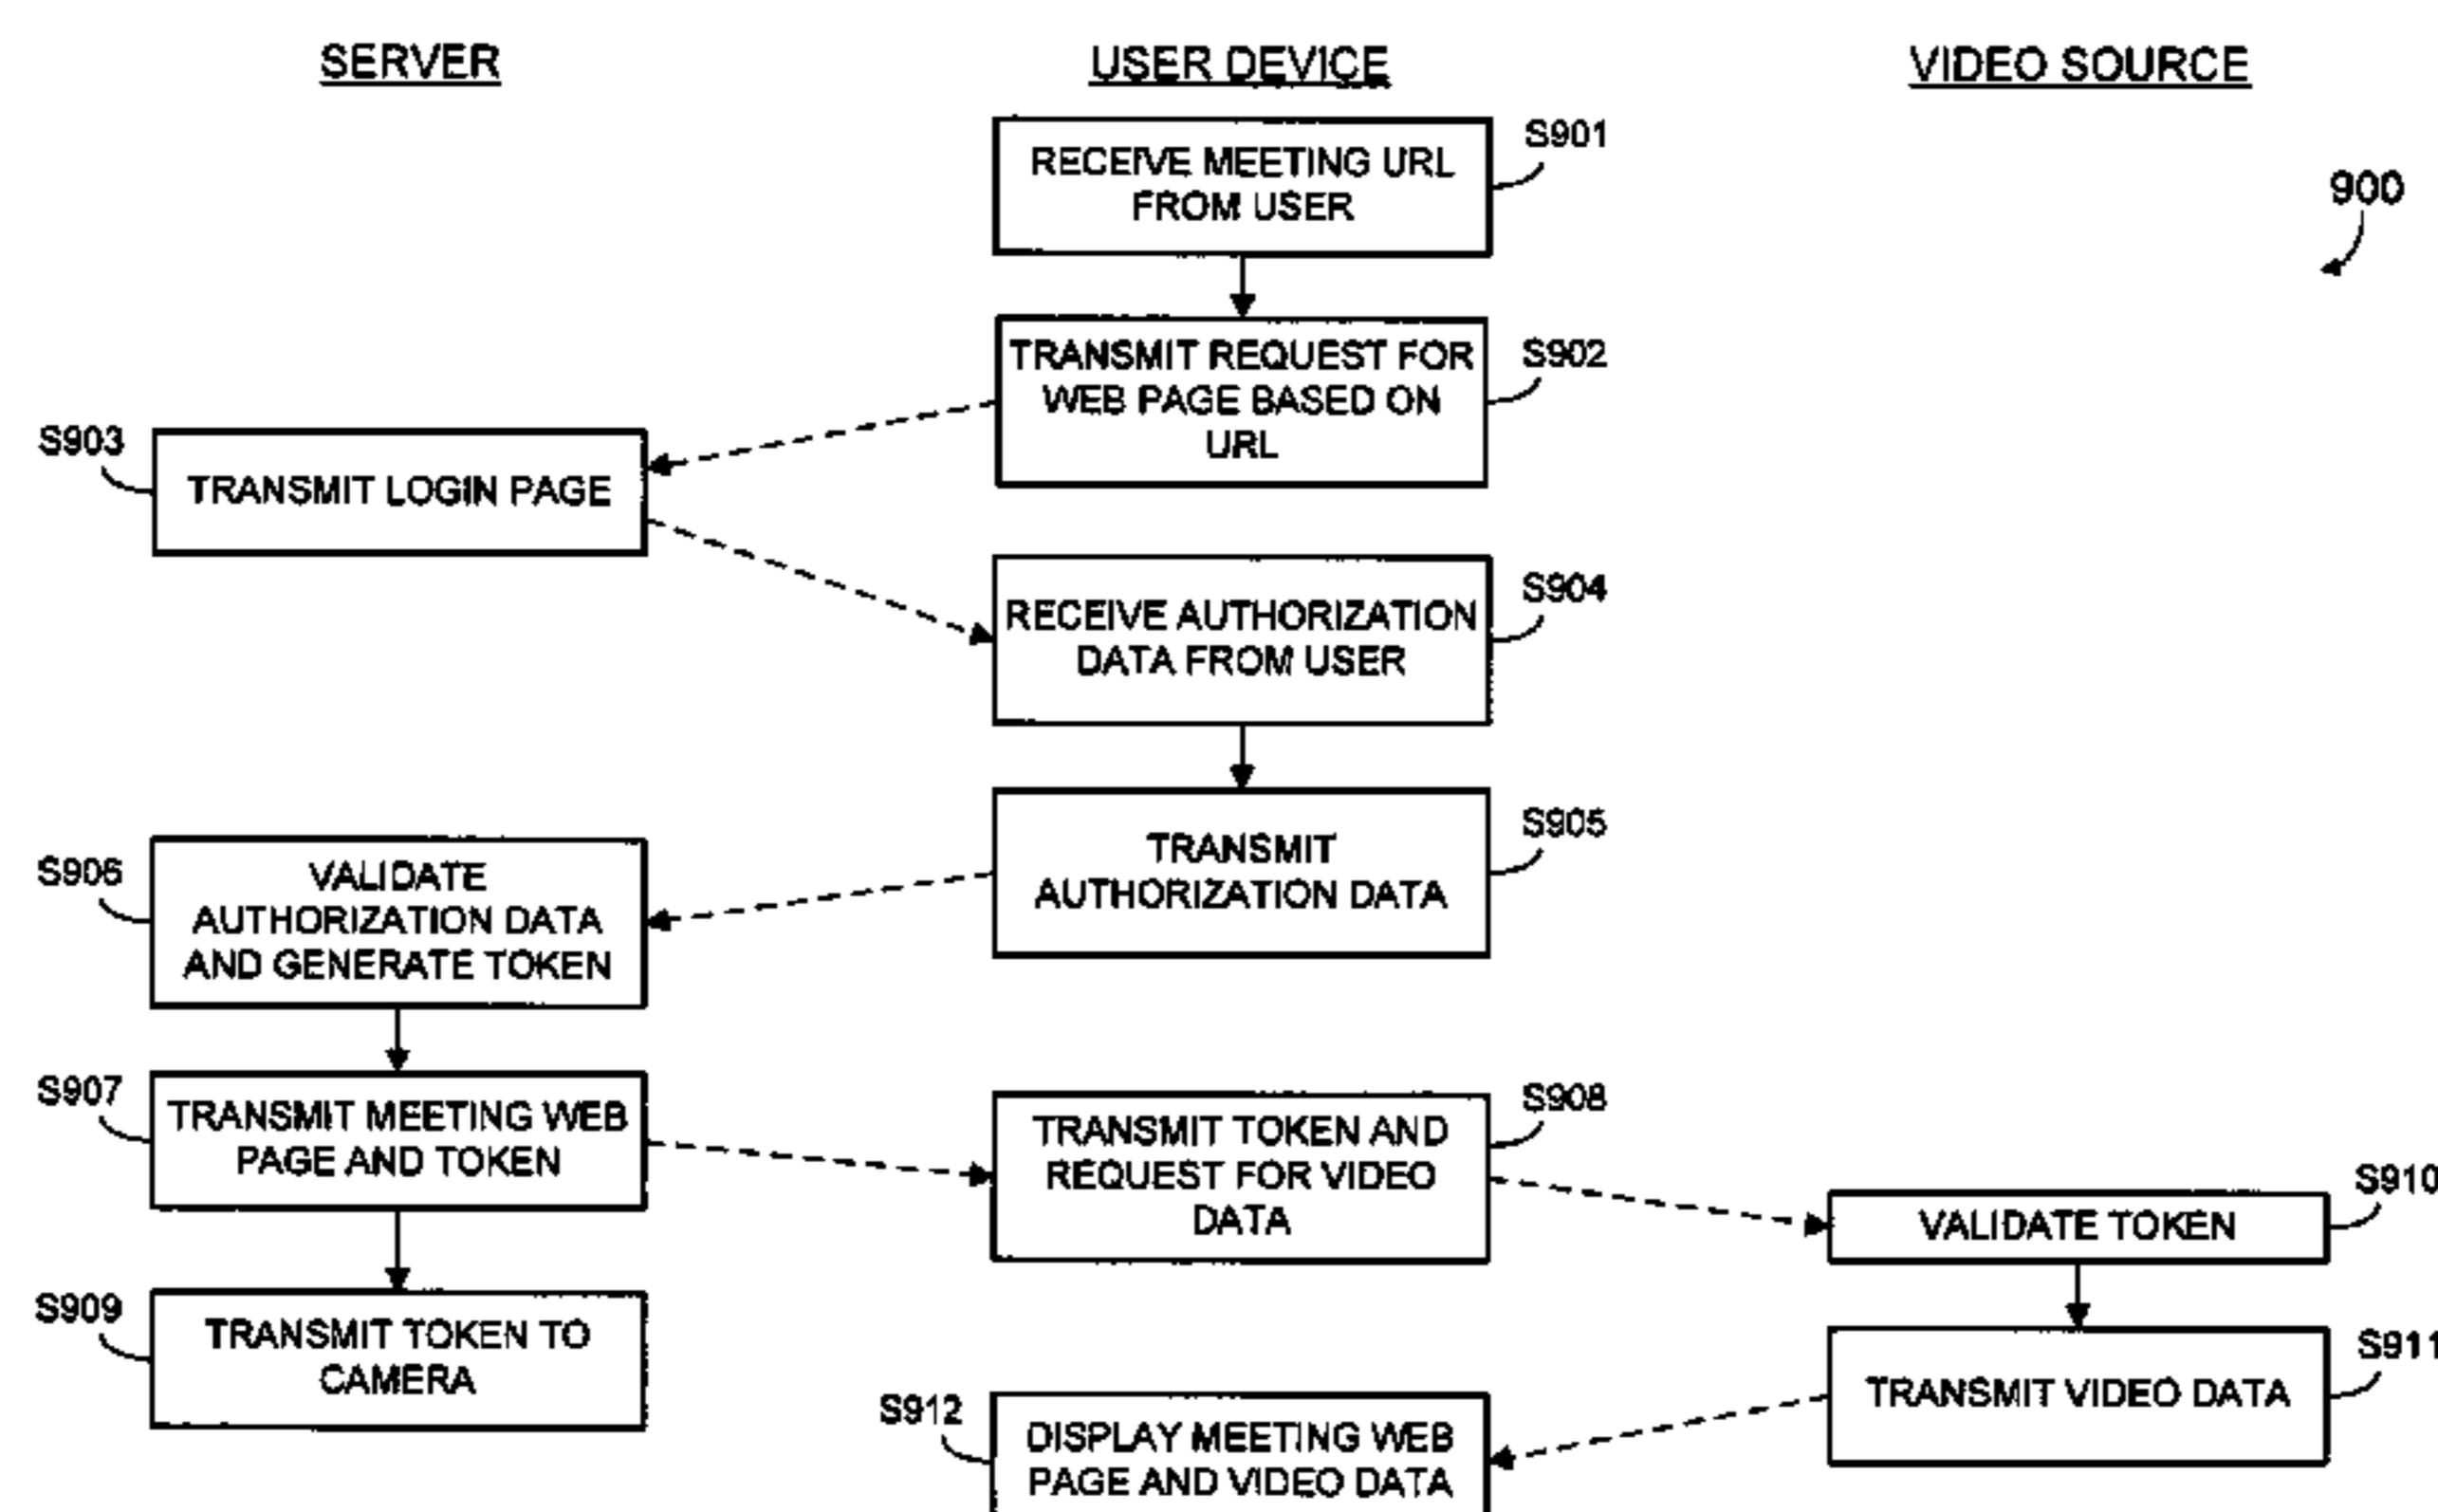 SERVER
USER DEVICE
VIDEO SOURCE
900
S901
RECEIVE MEETING URL
FROM USER
S902
TRANSMIT REQUEST FOR
WEB PAGE BASED ON
URL
S903
TRANSMIT LOGIN PAGE
S904
RECEIVE AUTHORIZATION
DATA FROM USER
S905
TRANSMIT
AUTHORIZATION DATA
S906
VALIDATE
AUTHORIZATION DATA
AND GENERATE TOKEN
S907
TRANSMIT MEETING WEB
PAGE AND TOKEN
S908
TRANSMIT TOKEN AND
REQUEST FOR VIDEO
DATA
S909
TRANSMIT TOKEN TO
CAMERA
S910
VALIDATE TOKEN
S911
TRANSMIT VIDEO DATA
S912
DISPLAY MEETING WEB
PAGE AND VIDEO DATA